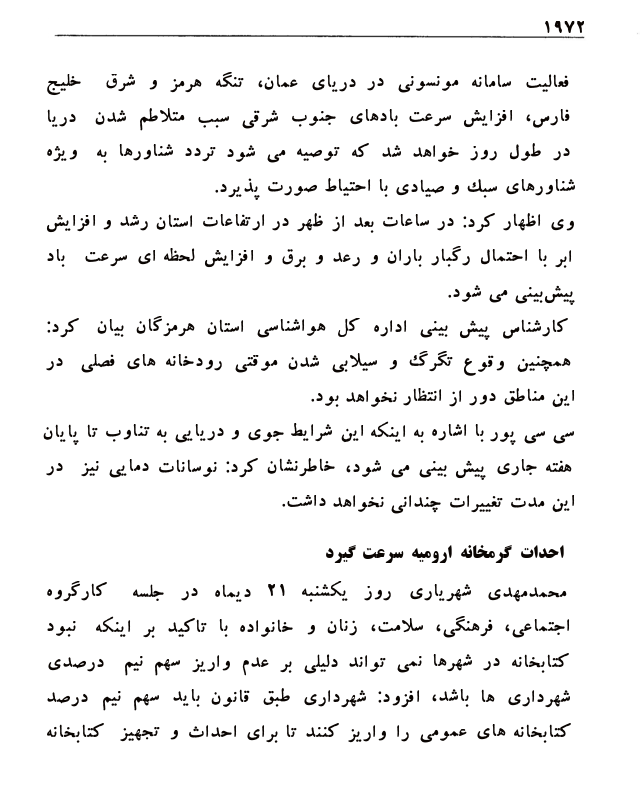 ۱۹۷۲
فعالیت سامانه مونسونی در دریای عمان، تنگه هرمز و شرق خلیج
فارس، افزایش سرعت بادهای جنوب شرقی سبب متلاطم شدن دریا
در طول روز خواهد شد که توصیه می شود تردد شناورها به ویژه
شناورهای سبك و صیادی با احتیاط صورت پذیرد.
وی اظهار کرد: در ساعات بعد از ظهر در ارتفاعات استان رشد و افزایش
ابر با احتمال رگبار باران و رعد و برق و افزایش لحظه ای سرعت باد
پیش‌بینی می شود.
کارشناس پیش بینی اداره کل هواشناسی استان هرمزگان بیان کرد:
همچنین وقوع تگرگ و سیلابی شدن موقتی رودخانه های فصلی در
این مناطق دور از انتظار نخواهد بود.
سی سی پور با اشاره به اینکه این شرایط جوی و دریایی به تناوب تا پایان
هفته جاری پیش بینی می شود، خاطرنشان کرد: نوسانات دمایی نیز در
این مدت تغییرات چندانی نخواهد داشت.
احداث گرمخانه ارومیه سرعت گیرد
محمدمهدی شهریاری روز یکشنبه ۲۱ دیماه در جلسه کارگروه
اجتماعی، فرهنگی، سلامت، زنان و خانواده با تاکید بر اینکه نبود
کتابخانه در شهرها نمی تواند دلیلی بر عدم واریز سهم نیم درصدی
شهرداری ها باشد، افزود: شهرداری طبق قانون باید سهم نیم درصد
کتابخانه های عمومی را واریز کنند تا برای احداث و تجهیز کتابخانه